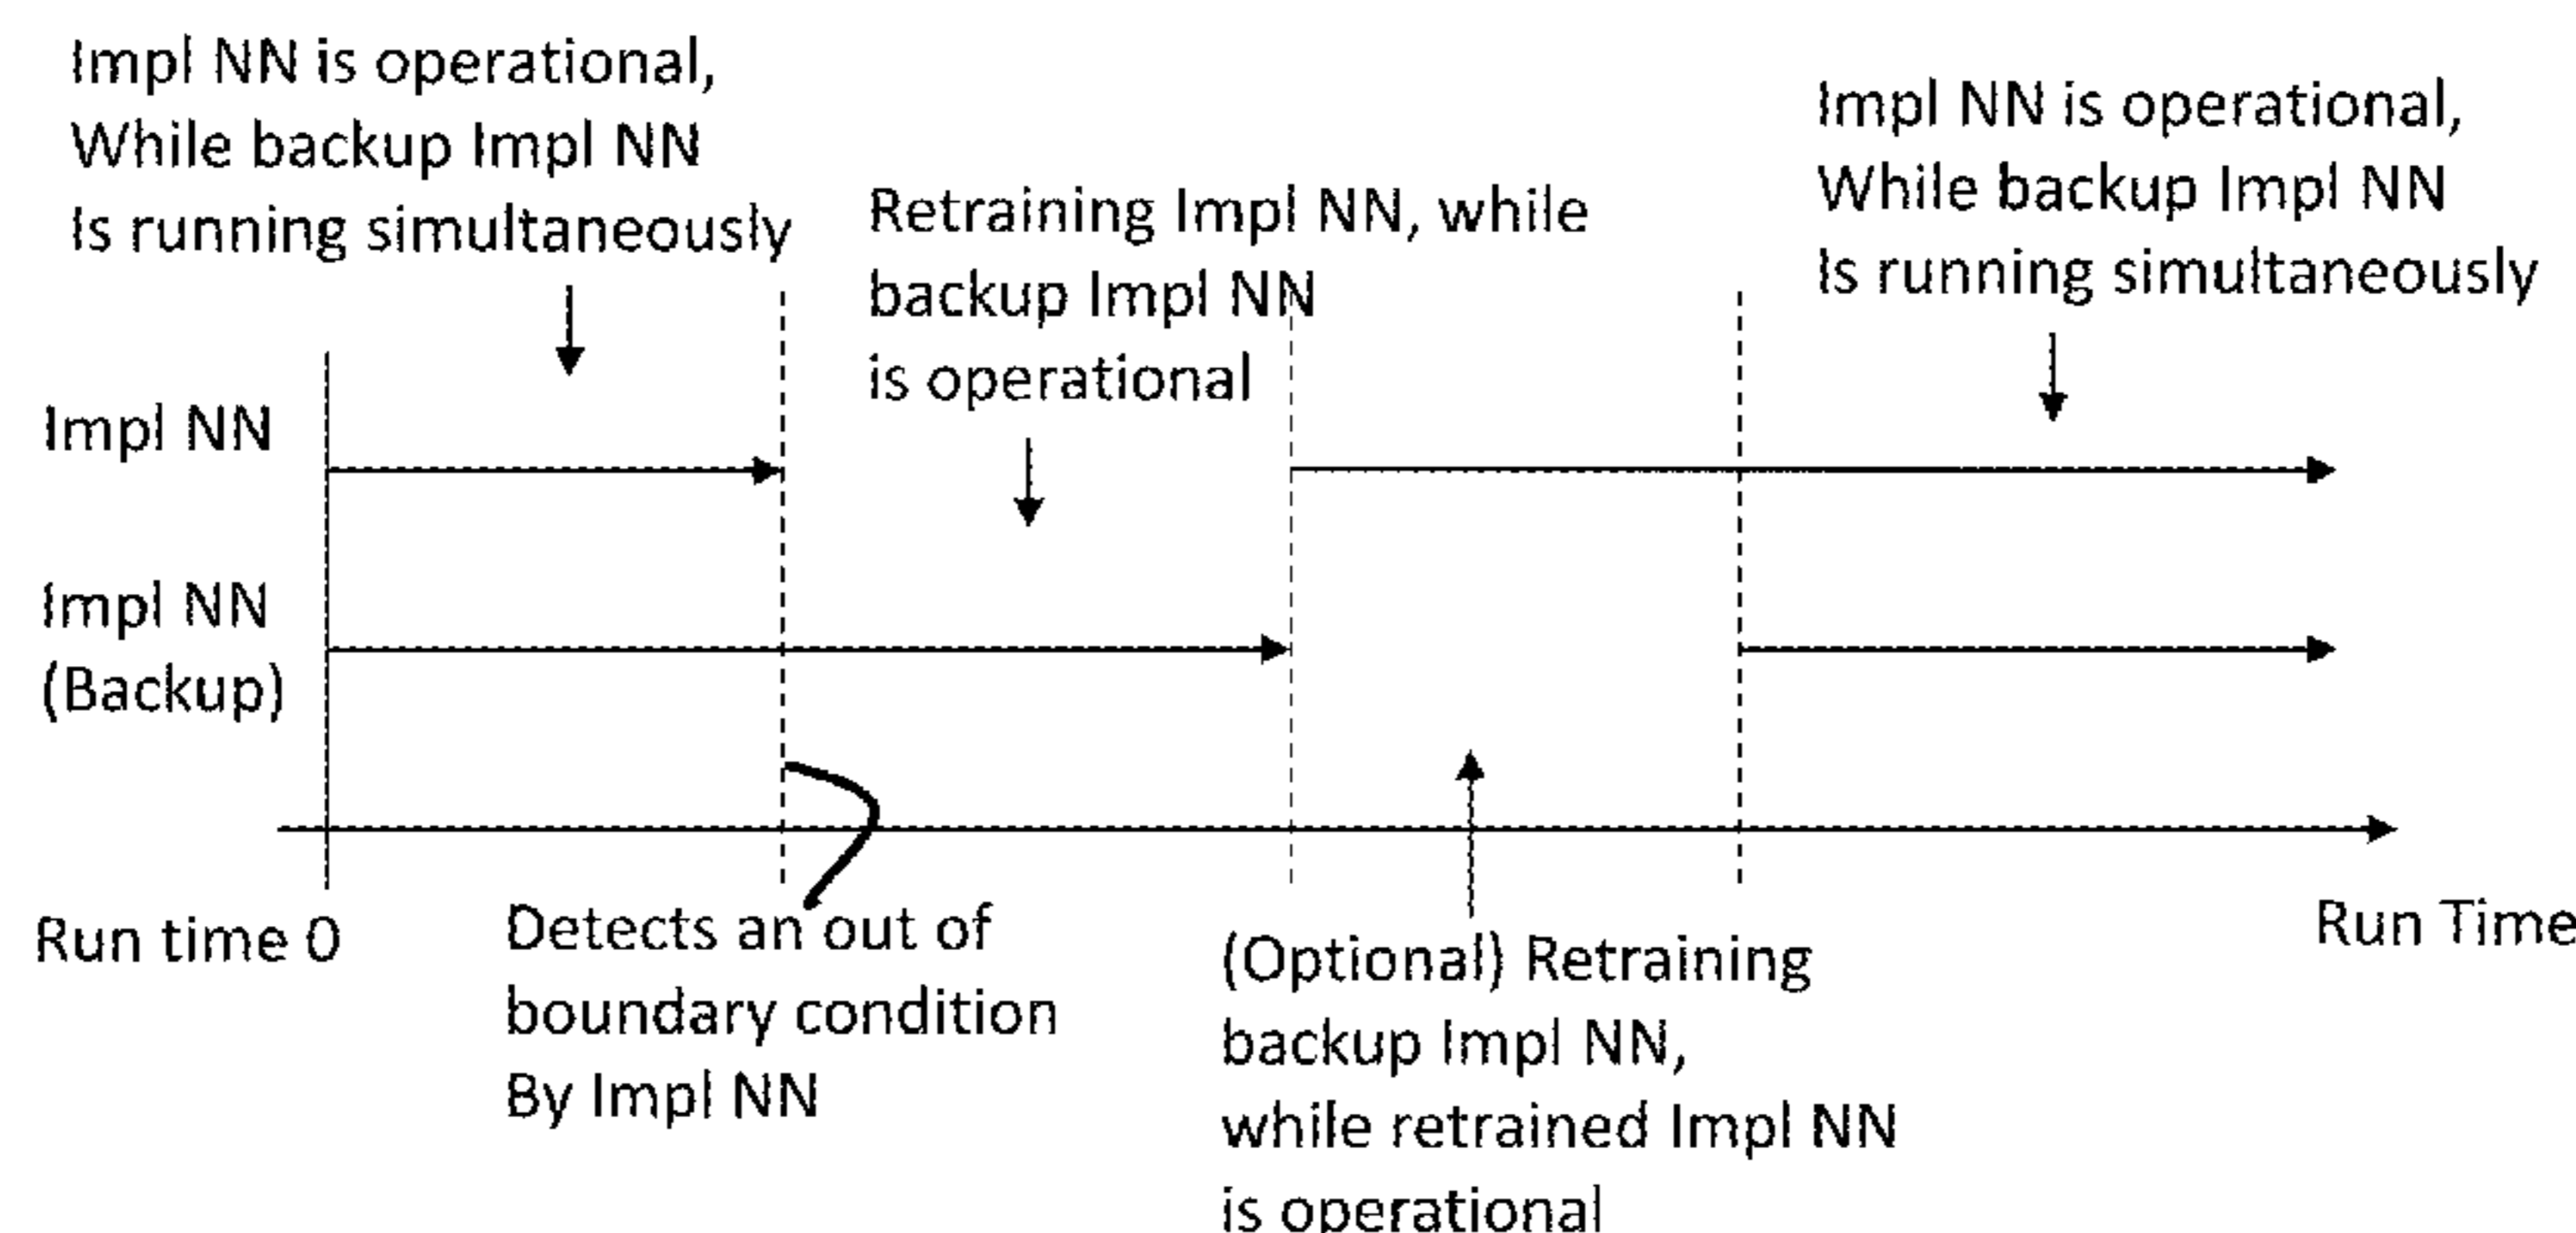 Impl NN is operational,
While backup Impl NN
Is running simultaneously
Retraining Impl NN, while
backup Impl NN
is operational
Impl NN is operational,
While backup Impl NN
Is running simultaneously
Impl NN
Impl NN
(Backup)
Run time 0
Detects an out of
boundary condition
By Impl NN
(Optional) Retraining
backup Impl NN,
while retrained Impl NN
is operational
Run Time